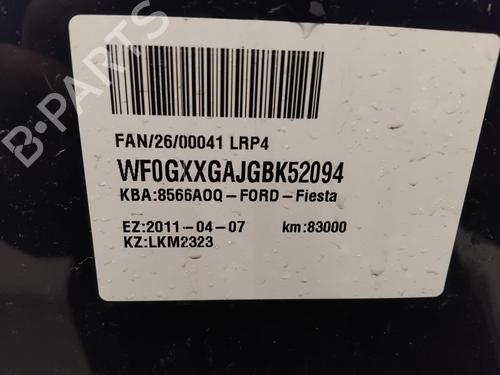 B-PARTS
FAN/26/00041 LRP4
WF0GXXGAJGBK52094
KBA:8566AOQ-FORD-Fiesta
EZ:2011-04-07 km:83000
KZ:LKM2323